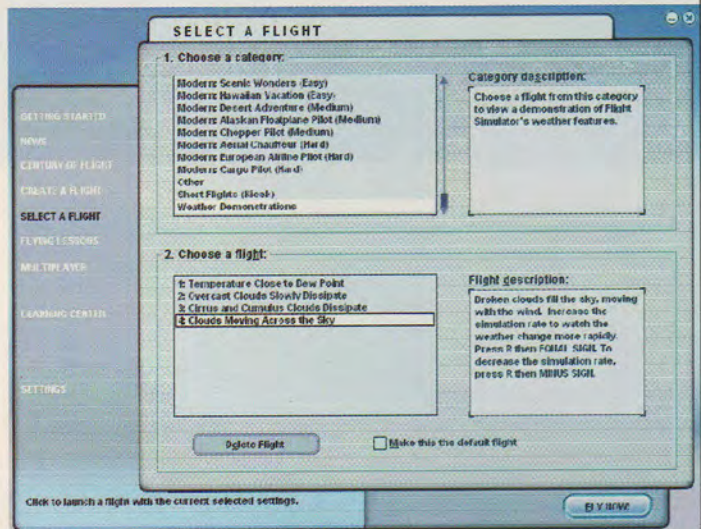 SELECT A FLIGHT
1. Choose a category:
Modern: Scenic Wonders (Easy)
Modern: Hawaiian Vacation (Easy)
Modern: Desert Adventure (Medium)
Modern: Alaskan Floatplane Pilot (Medium)
Modern: Chopper Pilot (Medium)
Modern: Aerial Chauffeur (Hard)
Modern: European Airline Pilot (Hard)
Modern: Cargo Pilot (Hard)
Other
Short Flights (Kiosk)
Weather Demonstrations
Category description:
Choose a flight from this category
to view a demonstration of Flight
Simulator's weather features.
GETTING STARTED
NEWS
CENTURY OF FLIGHT
CREATE A FLIGHT
SELECT A FLIGHT
FLYING LESSONS
MULTIPLAYER
LEARNING CENTER
SETTINGS
2. Choose a flight:
1: Temperature Close to Dew Point
2: Overcast Clouds Slowly Dissipate
3: Cirrus and Cumulus Clouds Dissipate
4: Clouds Moving Across the Sky
Flight description:
Broken clouds fill the sky, moving
with the wind. Increase the
simulation rate to watch the
weather change more rapidly.
Press R then EQUAL SIGN. To
decrease the simulation rate,
press R then MINUS SIGN.
Delete Flight
Make this the default flight
Click to launch a flight with the current selected settings.
FLY NOW!